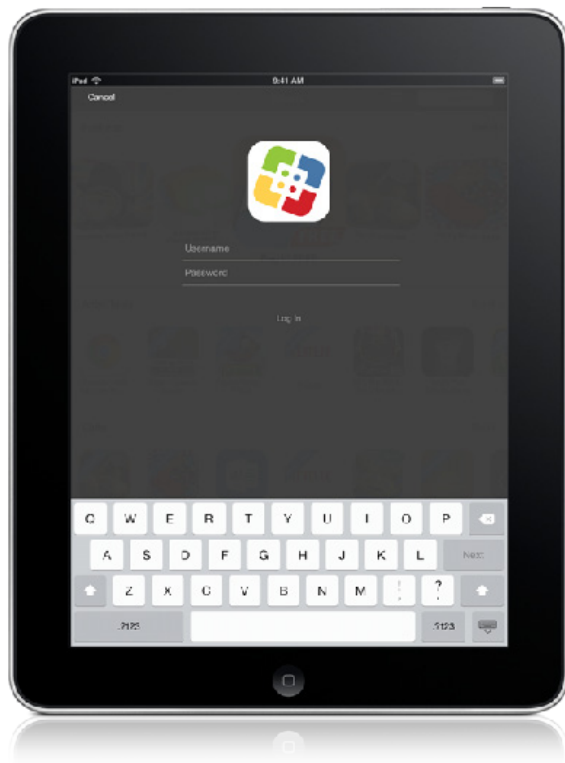 iPad 9:41 AM
Cancel
Username
Password
Log In
Q W E R T Y U I O P
A S D F G H J K L Next
Z X C V B N M ! , ? .
.?123 .?123